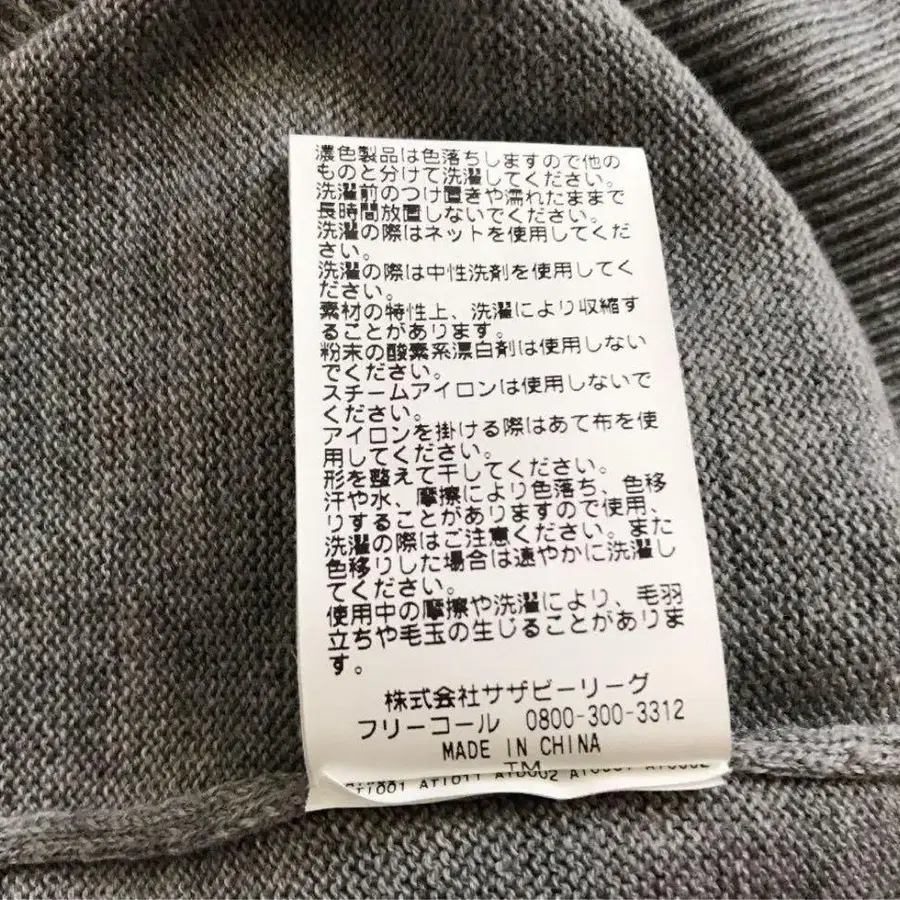 濃色製品は色落ちしますので他の
ものと分けて洗濯してください。
洗濯前のつけ置きや濡れたままで
長時間放置しないでください。
洗濯の際はネットを使用してくだ
さい。
洗濯の際は中性洗剤を使用してく
ださい。
素材の特性上、洗濯により収縮す
ることがあります。
粉末の酸素系漂白剤は使用しない
でください。
スチームアイロンは使用しないで
ください。
アイロンを掛ける際はあて布を使
用してください。
形を整えて干してください。
汗や水、摩擦により色落ち、色移
りすることがありますので使用、
洗濯の際はご注意ください。また
色移りした場合は速やかに洗濯し
てください。
使用中の摩擦や洗濯により、毛羽
立ちや毛玉の生じることがありま
す。
株式会社サザビーリーグ
フリーコール 0800-300-3312
MADE IN CHINA
TM